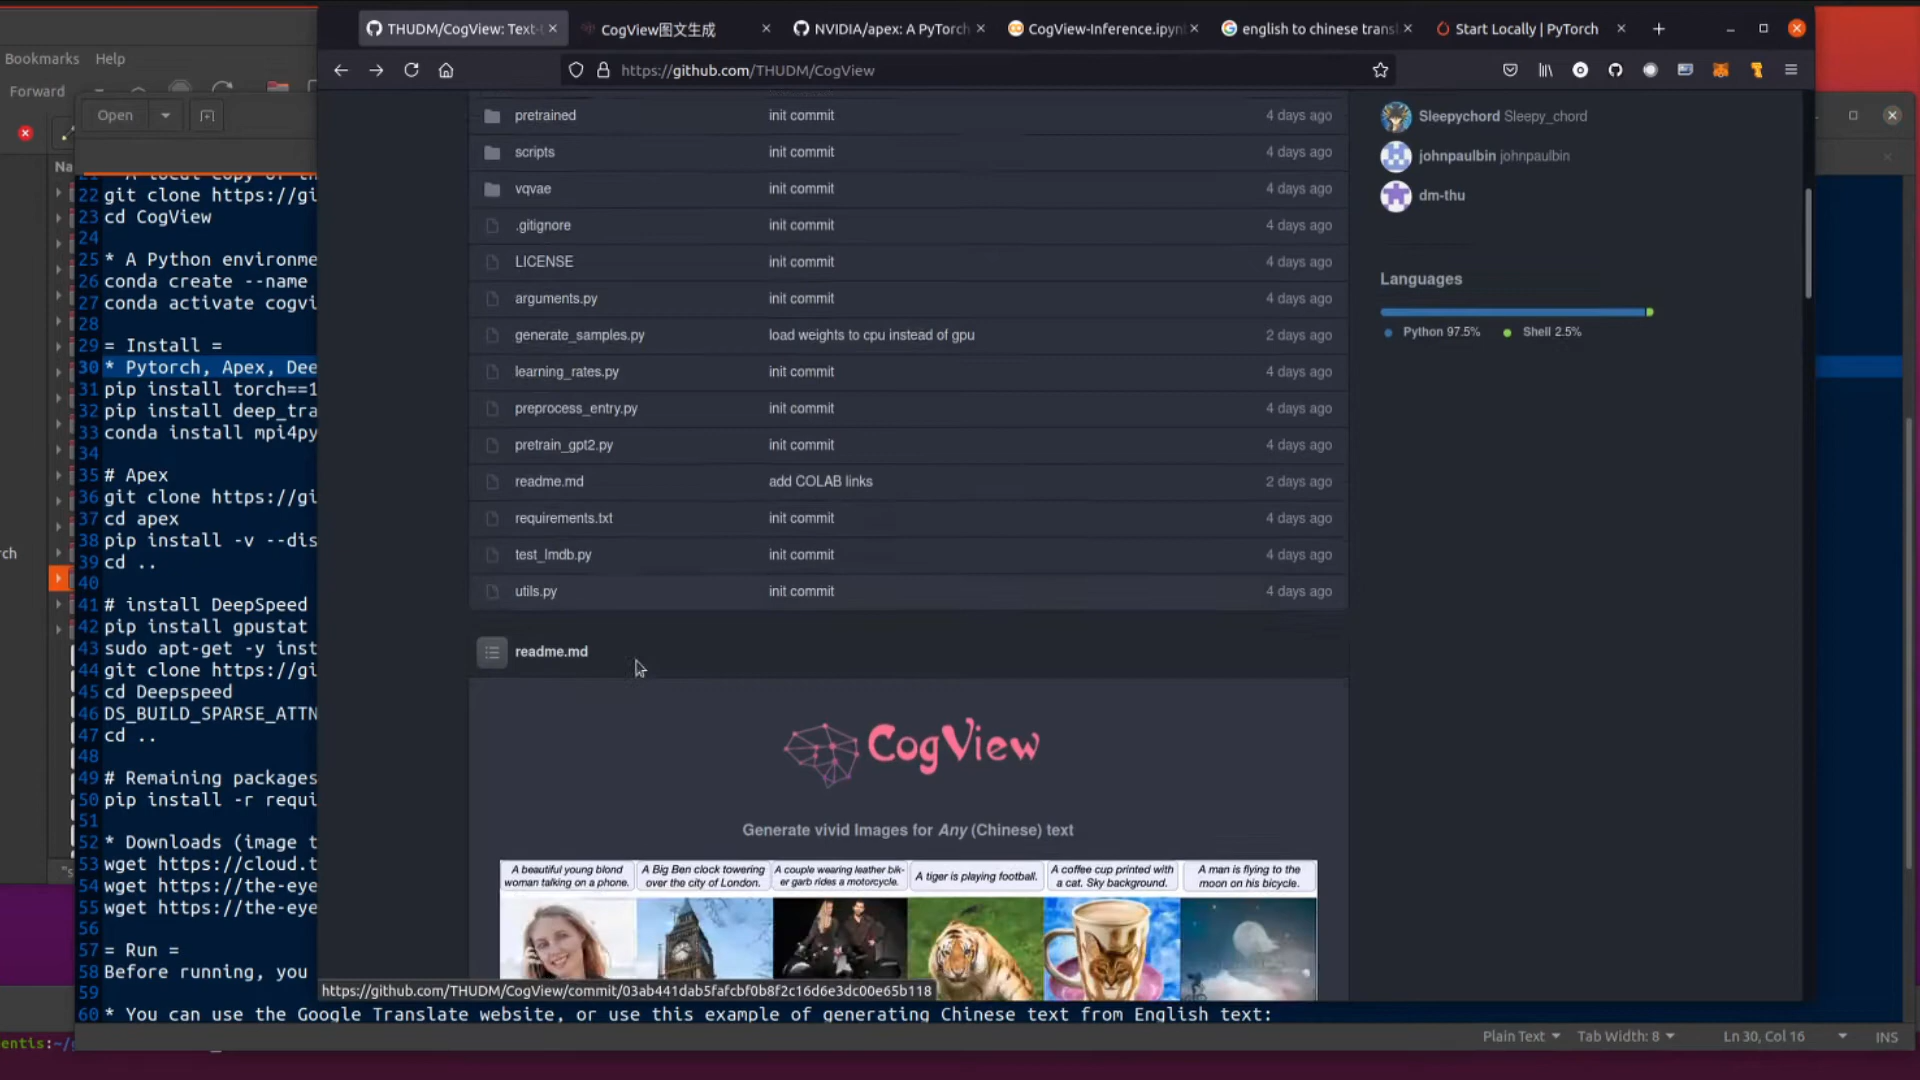 THUDM/CogView: Text-t
CogView图文生成
NVIDIA/apex: A PyTorch
CogView-Inference.ipynb
english to chinese transl
Start Locally | PyTorch
https://github.com/THUDM/CogView
Bookmarks Help
Forward
Open
pretrained init commit 4 days ago
scripts init commit 4 days ago
vqvae init commit 4 days ago
.gitignore init commit 4 days ago
LICENSE init commit 4 days ago
arguments.py init commit 4 days ago
generate_samples.py load weights to cpu instead of gpu 2 days ago
learning_rates.py init commit 4 days ago
preprocess_entry.py init commit 4 days ago
pretrain_gpt2.py init commit 4 days ago
readme.md add COLAB links 2 days ago
requirements.txt init commit 4 days ago
test_lmdb.py init commit 4 days ago
utils.py init commit 4 days ago
readme.md
CogView
Generate vivid Images for Any (Chinese) text
A beautiful young blond
woman talking on a phone.
A Big Ben clock towering
over the city of London.
A couple wearing leather bik-
er garb rides a motorcycle.
A tiger is playing football.
A coffee cup printed with
a cat. Sky background.
A man is flying to the
moon on his bicycle.
https://github.com/THUDM/CogView/commit/03ab441dab5fafcbf0b8f2c16d6e3dc00e65b118
Sleepychord Sleepy_chord
johnpaulbin johnpaulbin
dm-thu
Languages
Python 97.5% Shell 2.5%
Na
rch
22 git clone https://gi
23 cd CogView
24
25 * A Python environme
26 conda create --name
27 conda activate cogvi
28
29 = Install =
30 * Pytorch, Apex, Dee
31 pip install torch==1
32 pip install deep_tra
33 conda install mpi4py
34
35 # Apex
36 git clone https://gi
37 cd apex
38 pip install -v --dis
39 cd ..
40
41 # install DeepSpeed
42 pip install gpustat
43 sudo apt-get -y inst
44 git clone https://gi
45 cd Deepspeed
46 DS_BUILD_SPARSE_ATTN
47 cd ..
48
49 # Remaining packages
50 pip install -r requi
51
52 * Downloads (image t
53 wget https://cloud.t
54 wget https://the-eye
55 wget https://the-eye
56
57 = Run =
58 Before running, you
59
60 * You can use the Google Translate website, or use this example of generating Chinese text from English text:
entis:~/
Plain Text Tab Width: 8 Ln 30, Col 16 INS